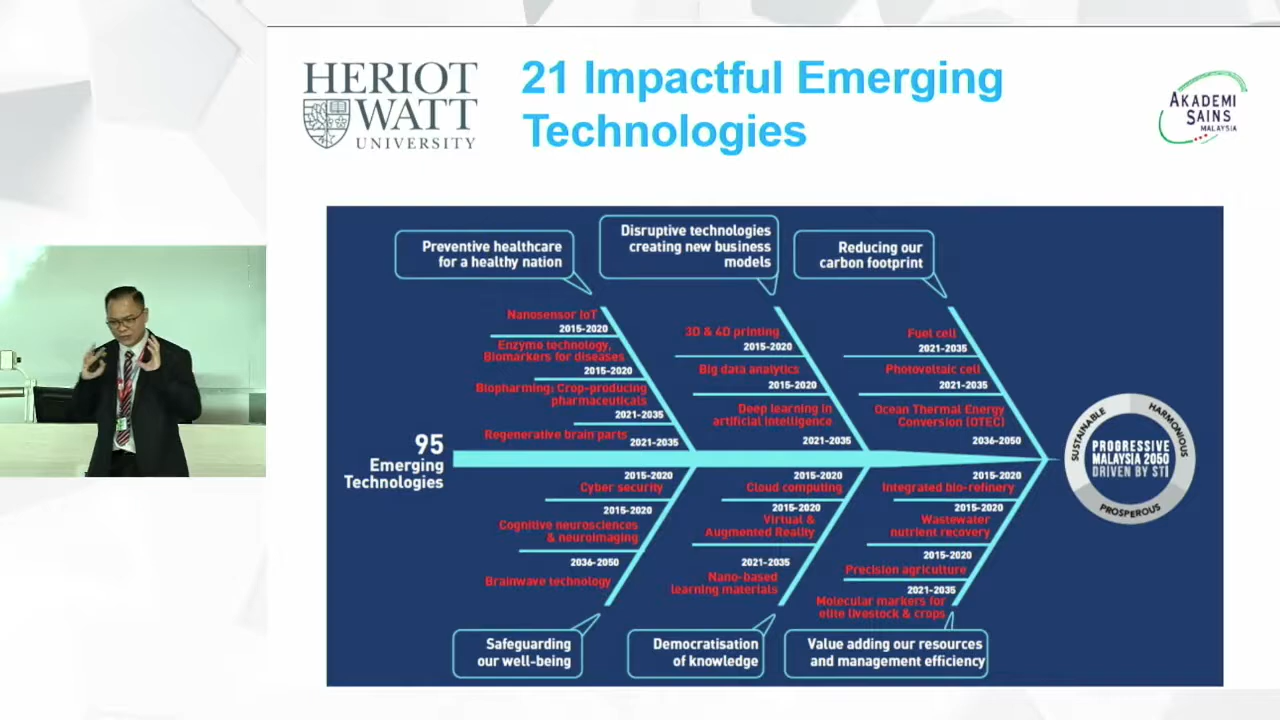 HERIOT
WATT
UNIVERSITY
21 Impactful Emerging
Technologies
AKADEMI
SAINS
MALAYSIA
Preventive healthcare
for a healthy nation
Disruptive technologies
creating new business
models
Reducing our
carbon footprint
Nanosensor IoT
2015-2020
Enzyme technology,
Biomarkers for diseases
2015-2020
Biopharming: Crop-producing
pharmaceuticals
2021-2035
Regenerative brain parts
2021-2035
3D & 4D printing
2015-2020
Big data analytics
2015-2020
Deep learning in
artificial intelligence
2021-2035
Fuel cell
2021-2035
Photovoltaic cell
2021-2035
Ocean Thermal Energy
Conversion (OTEC)
2036-2050
95
Emerging
Technologies
SUSTAINABLE
HARMONIOUS
PROGRESSIVE
MALAYSIA 2050
DRIVEN BY STI
PROSPEROUS
2015-2020
Cyber security
2015-2020
Cognitive neurosciences
& neuroimaging
2036-2050
Brainwave technology
2015-2020
Cloud computing
2015-2020
Virtual &
Augmented Reality
2021-2035
Nano-based
learning materials
2015-2020
Integrated bio-refinery
2015-2020
Wastewater
nutrient recovery
2015-2020
Precision agriculture
2021-2035
Molecular markers for
elite livestock & crops
Safeguarding
our well-being
Democratisation
of knowledge
Value adding our resources
and management efficiency